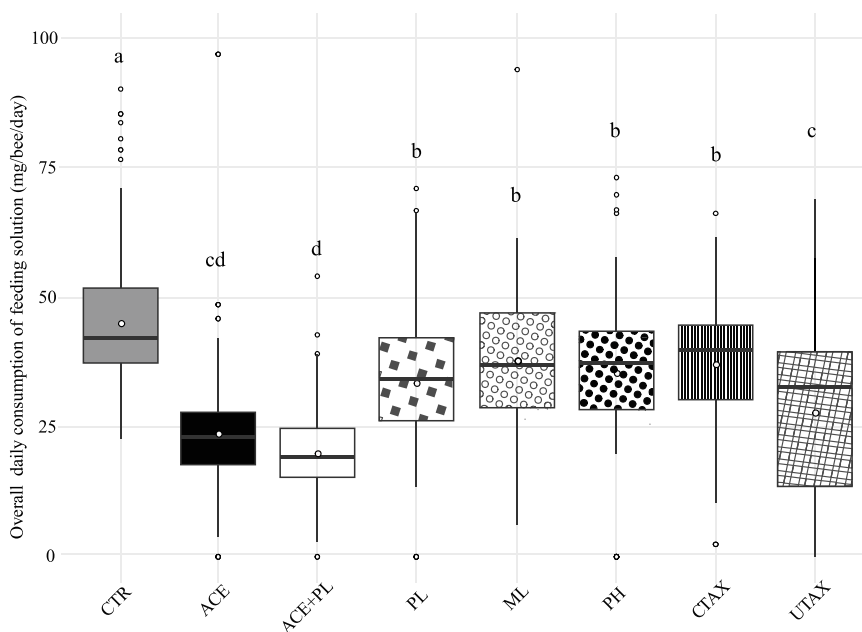 Overall daily consumption of feeding solution (mg/bee/day)
100
75
50
25
0
a
cd
d
b
b
b
b
c
CTR
ACE
ACE+PL
PL
ML
PH
CTAX
UTAX